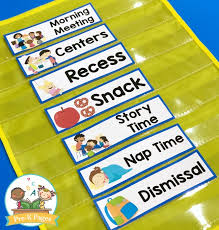 Morning
Meeting
Centers
Recess
Snack
Story
Time
Nap Time
Dismissal
Pre-K Pages